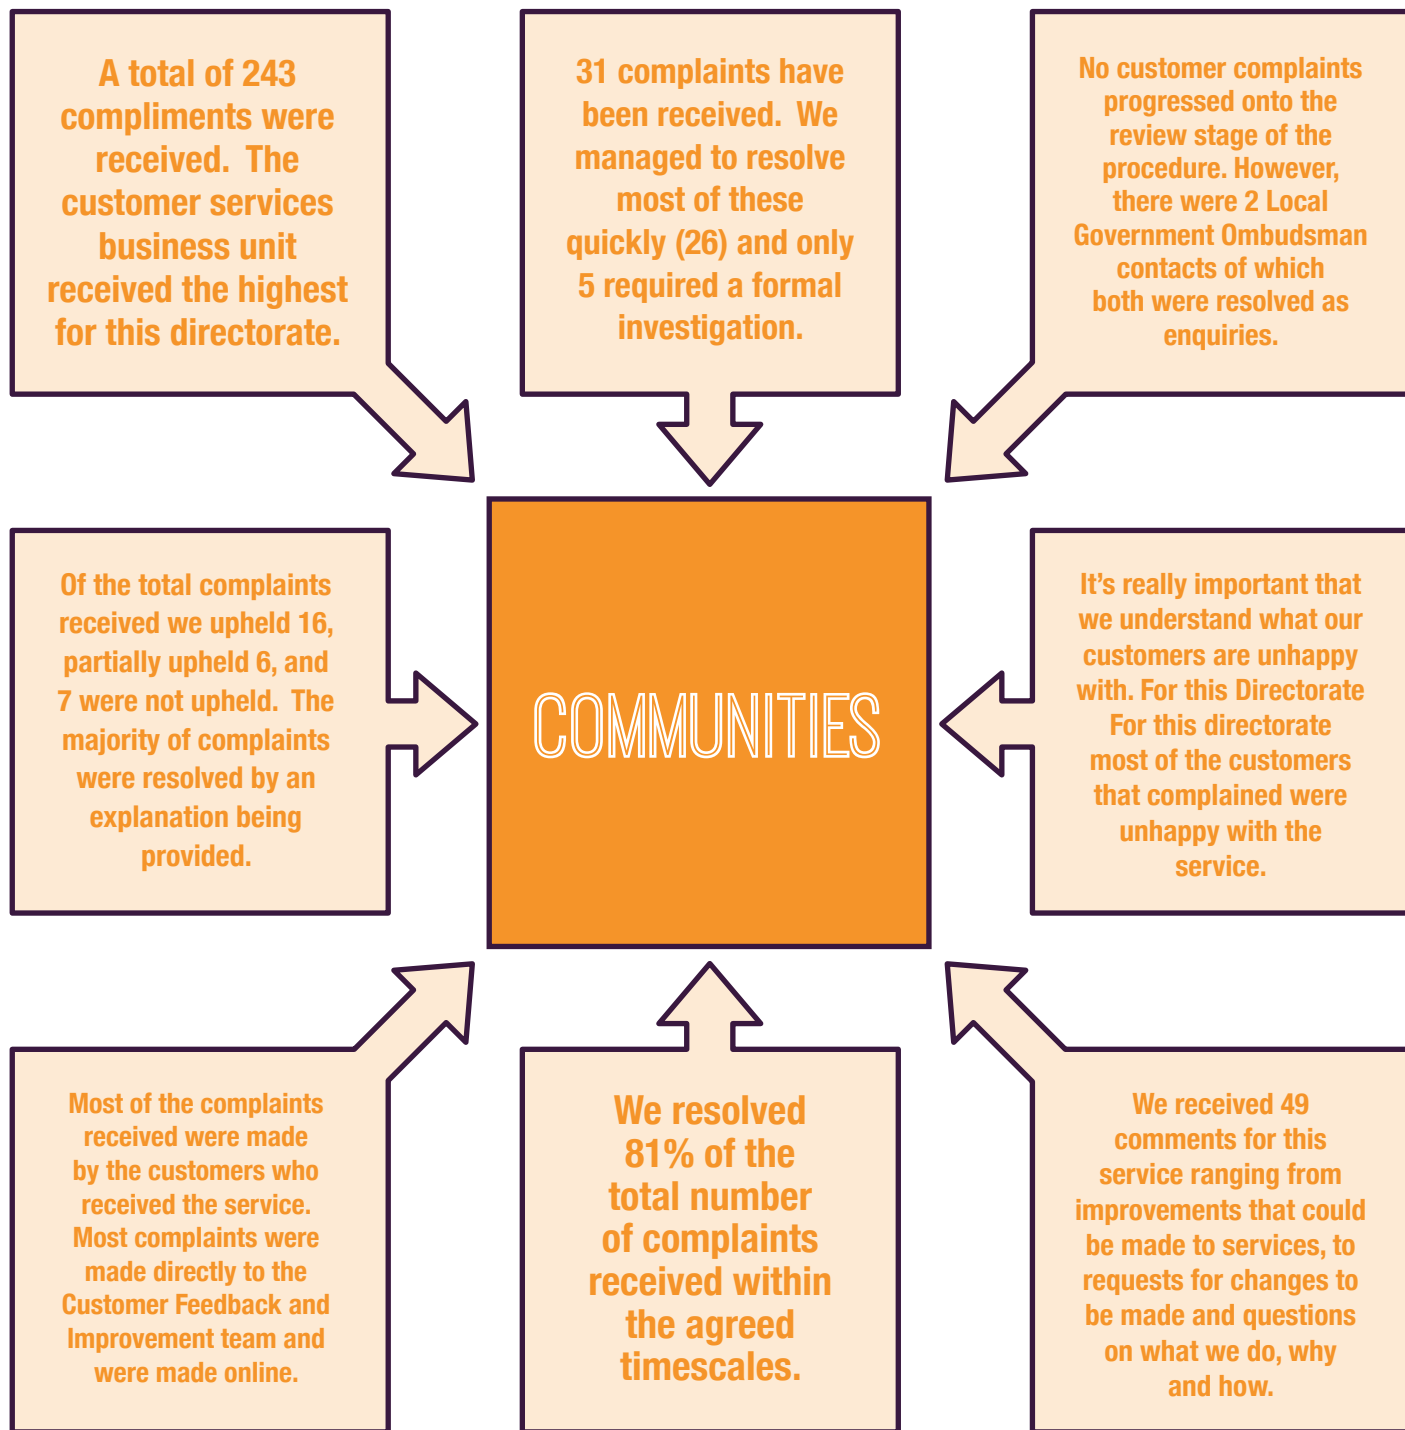 A total of 243
compliments were
received. The
customer services
business unit
received the highest
for this directorate.
31 complaints have
been received. We
managed to resolve
most of these
quickly (26) and only
5 required a formal
investigation.
No customer complaints
progressed onto the
review stage of the
procedure. However,
there were 2 Local
Government Ombudsman
contacts of which
both were resolved as
enquiries.
Of the total complaints
received we upheld 16,
partially upheld 6, and
7 were not upheld. The
majority of complaints
were resolved by an
explanation being
provided.
COMMUNITIES
It’s really important that
we understand what our
customers are unhappy
with. For this Directorate
For this directorate
most of the customers
that complained were
unhappy with the
service.
Most of the complaints
received were made
by the customers who
received the service.
Most complaints were
made directly to the
Customer Feedback and
Improvement team and
were made online.
We resolved
81% of the
total number
of complaints
received within
the agreed
timescales.
We received 49
comments for this
service ranging from
improvements that could
be made to services, to
requests for changes to
be made and questions
on what we do, why
and how.